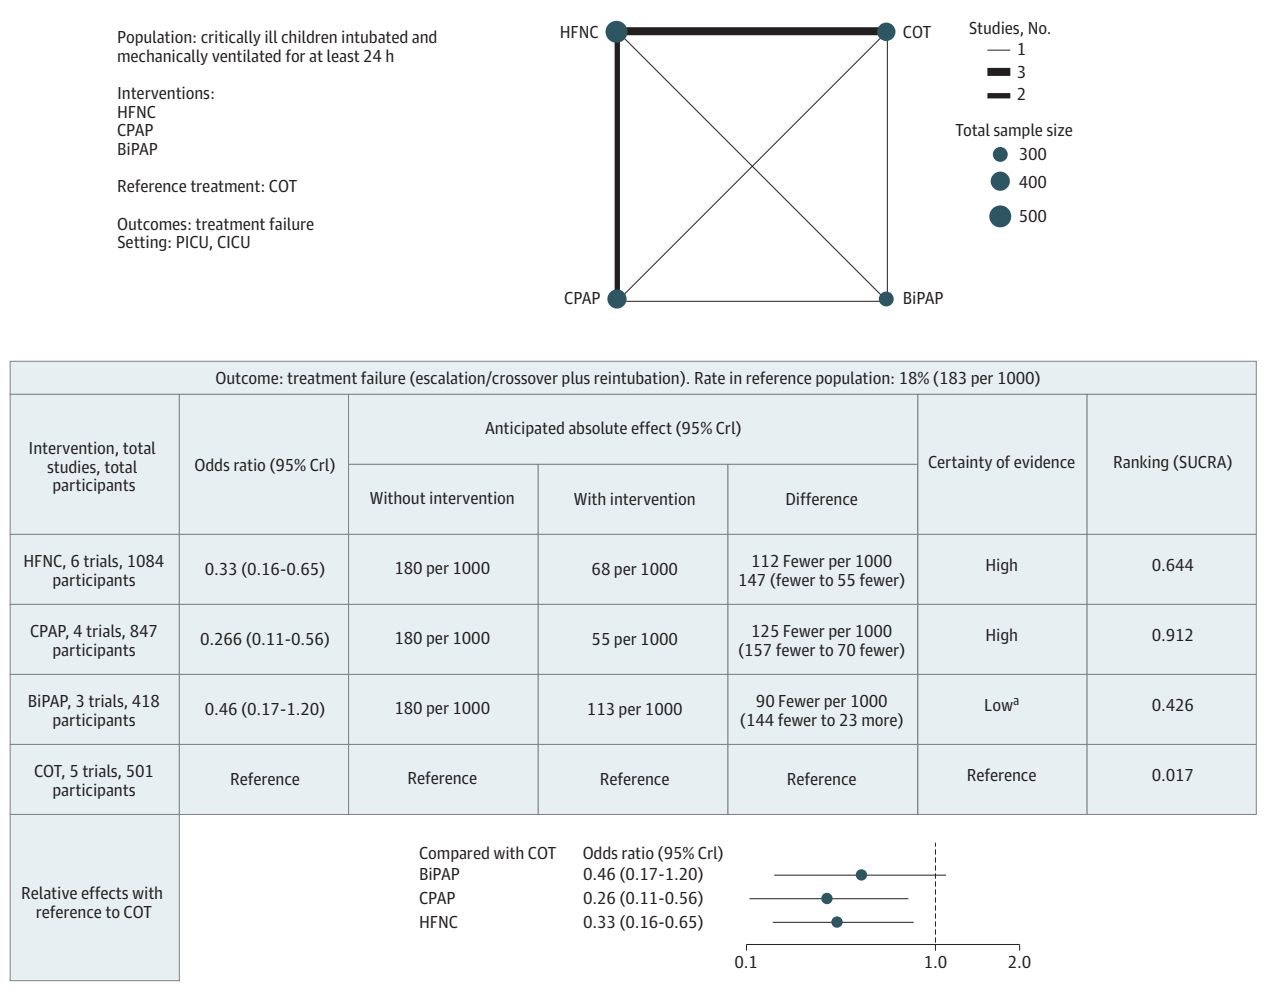 Population: critically ill children intubated and
mechanically ventilated for at least 24 h
Interventions:
HFNC
CPAP
BiPAP
Reference treatment: COT
Outcomes: treatment failure
Setting: PICU, CICU
HFNC
COT
CPAP
BiPAP
Studies, No.
1
3
2
Total sample size
300
400
500
Outcome: treatment failure (escalation/crossover plus reintubation). Rate in reference population: 18% (183 per 1000)
Intervention, total
studies, total
participants
Odds ratio (95% Crl)
Anticipated absolute effect (95% Crl)
Without intervention
With intervention
Difference
Certainty of evidence
Ranking (SUCRA)
HFNC, 6 trials, 1084
participants
0.33 (0.16-0.65)
180 per 1000
68 per 1000
112 Fewer per 1000
147 (fewer to 55 fewer)
High
0.644
CPAP, 4 trials, 847
participants
0.266 (0.11-0.56)
180 per 1000
55 per 1000
125 Fewer per 1000
(157 fewer to 70 fewer)
High
0.912
BiPAP, 3 trials, 418
participants
0.46 (0.17-1.20)
180 per 1000
113 per 1000
90 Fewer per 1000
(144 fewer to 23 more)
Lowᵃ
0.426
COT, 5 trials, 501
participants
Reference
Reference
Reference
Reference
Reference
0.017
Relative effects with
reference to COT
Compared with COT Odds ratio (95% Crl)
BiPAP 0.46 (0.17-1.20)
CPAP 0.26 (0.11-0.56)
HFNC 0.33 (0.16-0.65)
0.1 1.0 2.0